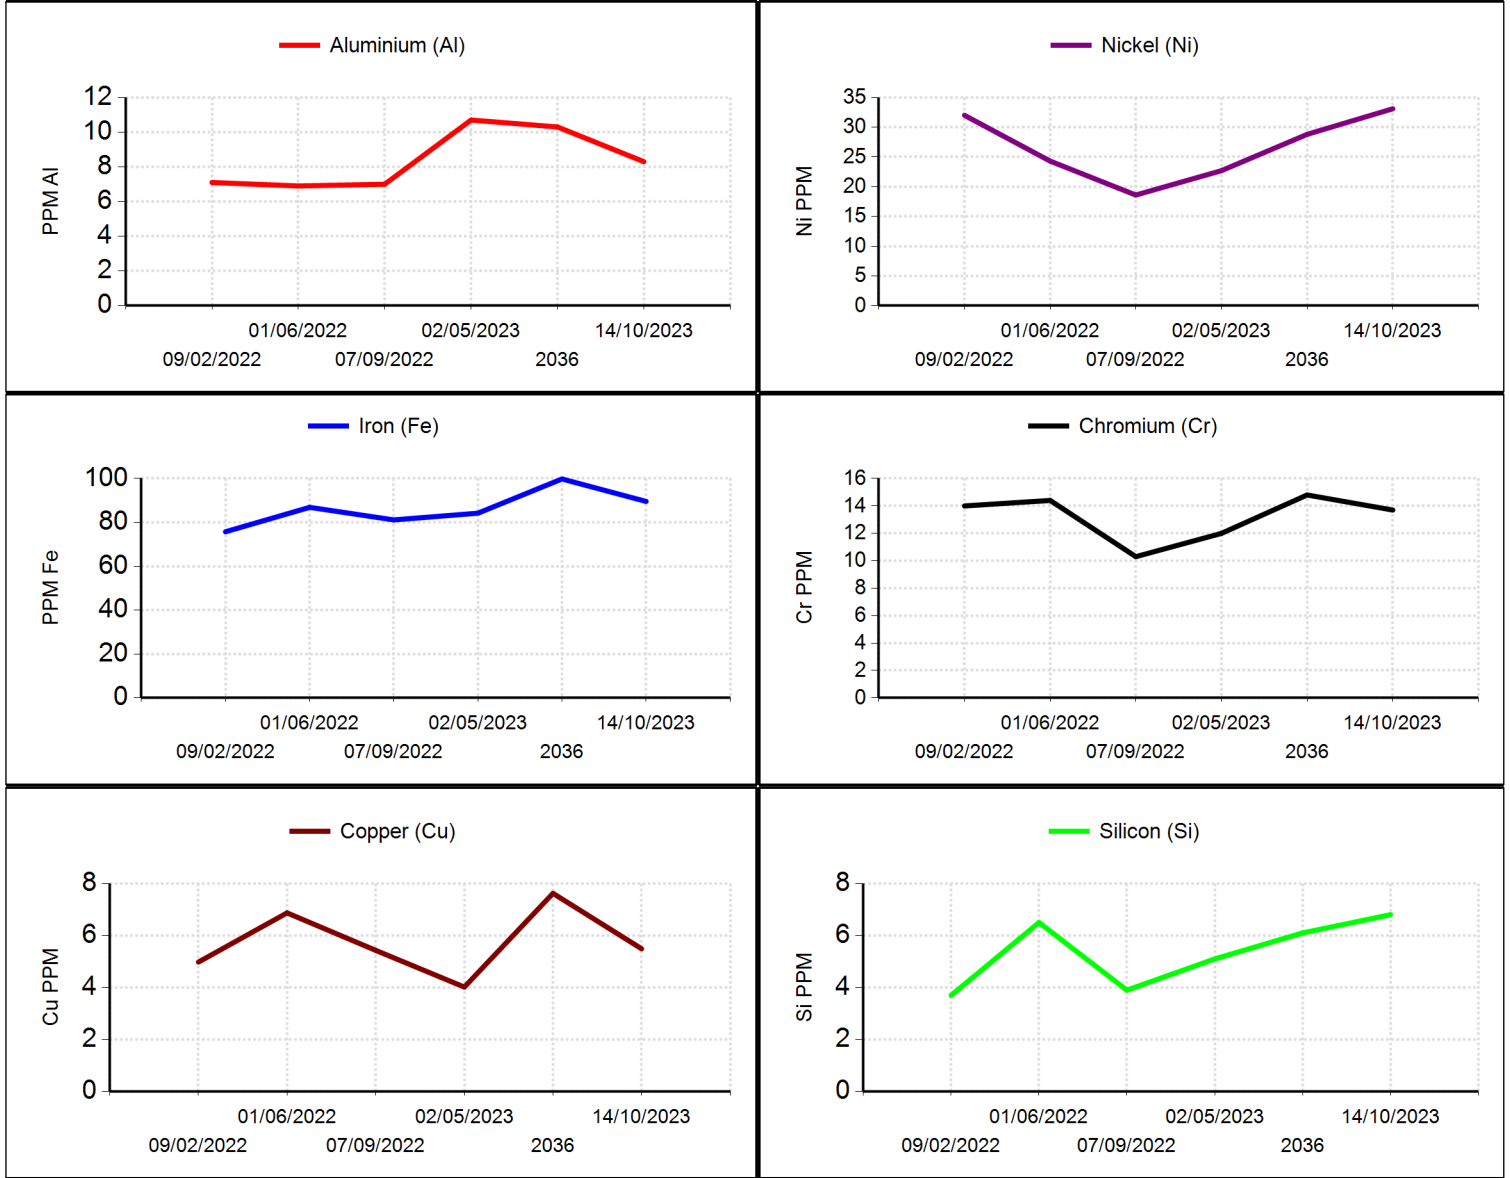 Aluminium (Al)
12
10
8
6
4
2
0
PPM Al
01/06/2022 02/05/2023 14/10/2023
09/02/2022 07/09/2022 2036
Nickel (Ni)
35
30
25
20
15
10
5
0
Ni PPM
01/06/2022 02/05/2023 14/10/2023
09/02/2022 07/09/2022 2036
Iron (Fe)
100
80
60
40
20
0
PPM Fe
01/06/2022 02/05/2023 14/10/2023
09/02/2022 07/09/2022 2036
Chromium (Cr)
16
14
12
10
8
6
4
2
0
Cr PPM
01/06/2022 02/05/2023 14/10/2023
09/02/2022 07/09/2022 2036
Copper (Cu)
8
6
4
2
0
Cu PPM
01/06/2022 02/05/2023 14/10/2023
09/02/2022 07/09/2022 2036
Silicon (Si)
8
6
4
2
0
Si PPM
01/06/2022 02/05/2023 14/10/2023
09/02/2022 07/09/2022 2036